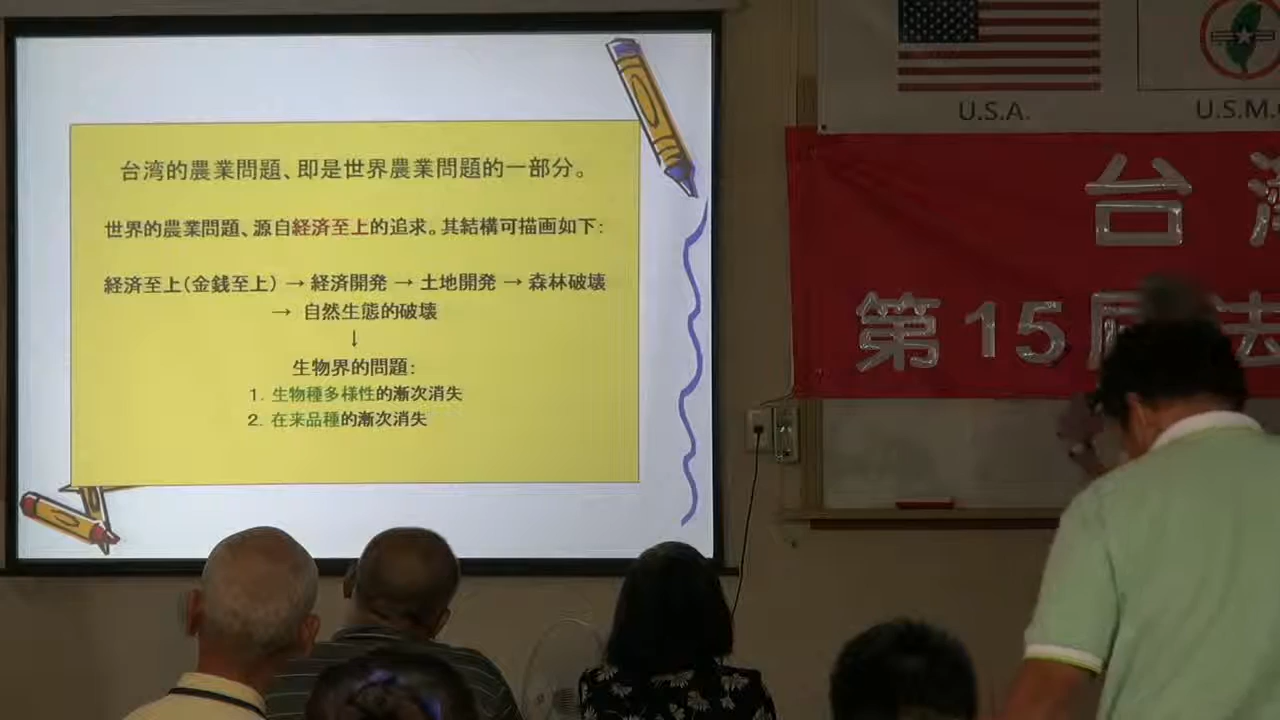 台湾的農業問題、即是世界農業問題的一部分。
世界的農業問題、源自経済至上的追求。其結構可描画如下:
経済至上(金銭至上) → 経済開発 → 土地開発 → 森林破壊
→ 自然生態的破壊
↓
生物界的問題:
1. 生物種多様性的漸次消失
2. 在来品種的漸次消失
U.S.A.
U.S.M.
台
第15屆法